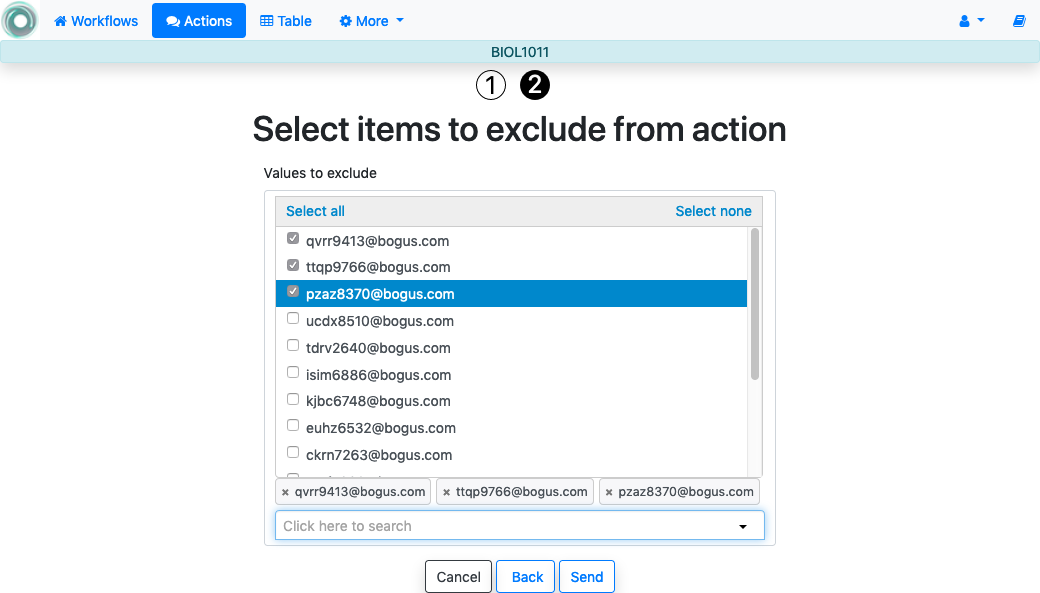 Workflows Actions Table More
BIOL1011
1 2
Select items to exclude from action
Values to exclude
Select all Select none
qvrr9413@bogus.com
ttqp9766@bogus.com
pzaz8370@bogus.com
ucdx8510@bogus.com
tdrv2640@bogus.com
isim6886@bogus.com
kjbc6748@bogus.com
euhz6532@bogus.com
ckrn7263@bogus.com
× qvrr9413@bogus.com × ttqp9766@bogus.com × pzaz8370@bogus.com
Click here to search
Cancel Back Send